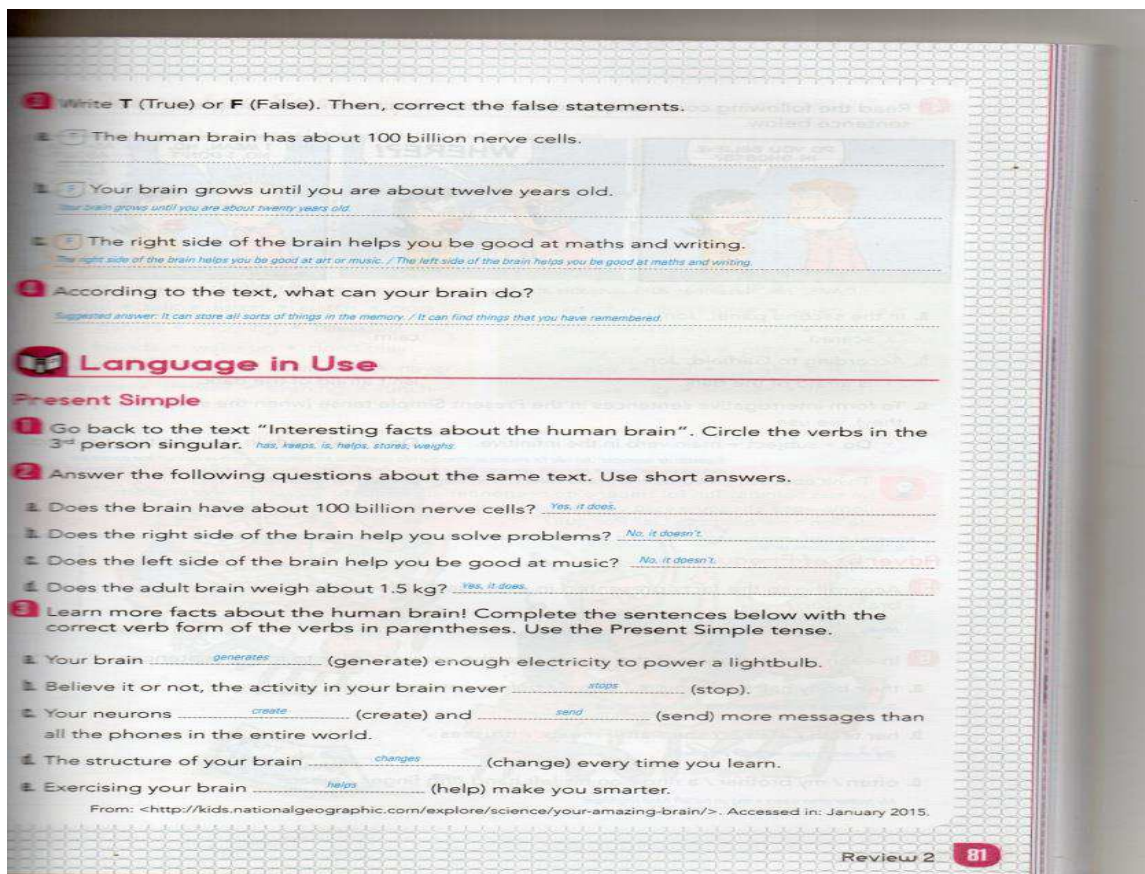 3 Write T (True) or F (False). Then, correct the false statements.
a. T The human brain has about 100 billion nerve cells.
b. F Your brain grows until you are about twelve years old.
Your brain grows until you are about twenty years old.
c. F The right side of the brain helps you be good at maths and writing.
The right side of the brain helps you be good at art or music. / The left side of the brain helps you be good at maths and writing.
4 According to the text, what can your brain do?
Suggested answer: It can store all sorts of things in the memory. / It can find things that you have remembered.
Language in Use
Present Simple
1 Go back to the text "Interesting facts about the human brain". Circle the verbs in the
3rd person singular. has, keeps, is, helps, stores, weighs.
2 Answer the following questions about the same text. Use short answers.
a. Does the brain have about 100 billion nerve cells? Yes, it does.
b. Does the right side of the brain help you solve problems? No, it doesn't.
c. Does the left side of the brain help you be good at music? No, it doesn't.
d. Does the adult brain weigh about 1.5 kg? Yes, it does.
3 Learn more facts about the human brain! Complete the sentences below with the
correct verb form of the verbs in parentheses. Use the Present Simple tense.
a. Your brain generates (generate) enough electricity to power a lightbulb.
b. Believe it or not, the activity in your brain never stops (stop).
c. Your neurons create (create) and send (send) more messages than
all the phones in the entire world.
d. The structure of your brain changes (change) every time you learn.
e. Exercising your brain helps (help) make you smarter.
From: <http://kids.nationalgeographic.com/explore/science/your-amazing-brain/>. Accessed in: January 2015.
Review 2 81